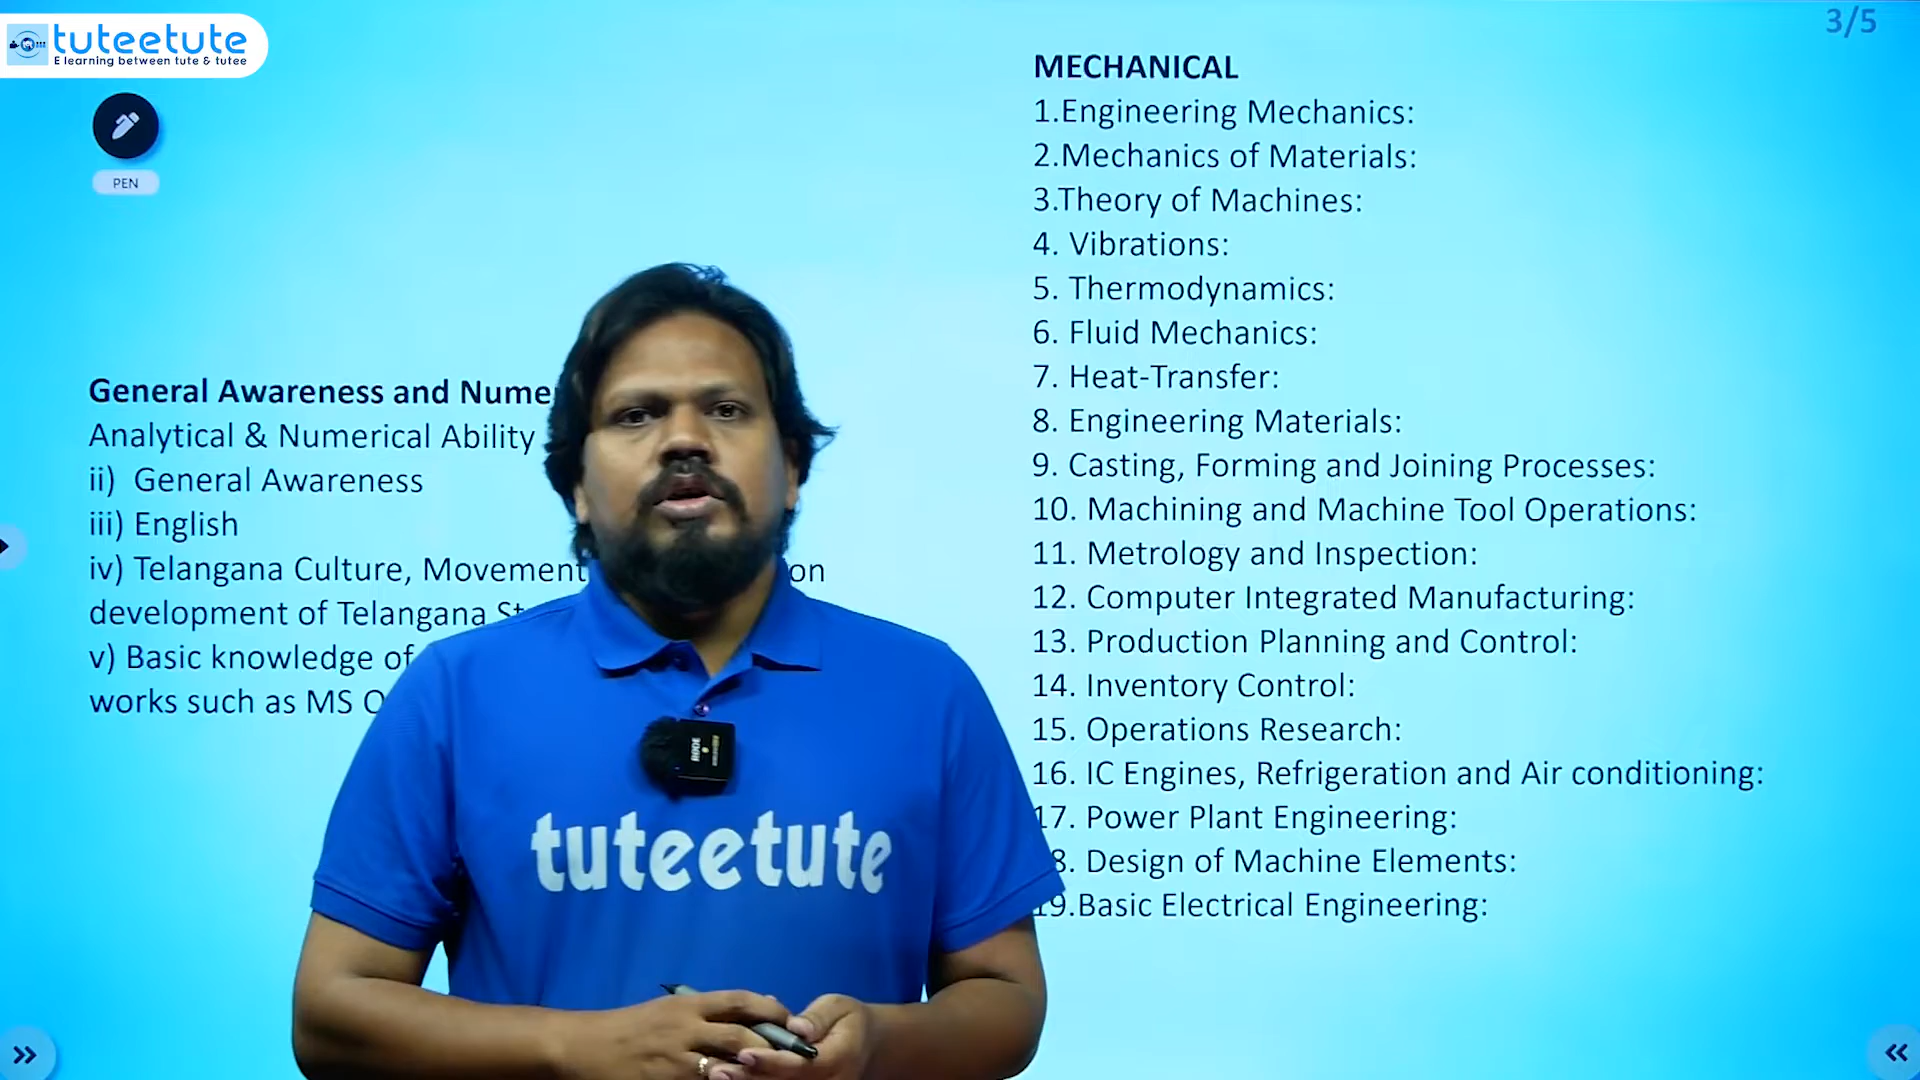 tuteetute
E learning between tute & tutee
PEN
3/5
General Awareness and
Analytical & Numerical Ability
ii) General Awareness
iii) English
iv) Telangana Culture, Movement
development of Telangana
v) Basic knowledge of
works such as MS
MECHANICAL
1.Engineering Mechanics:
2.Mechanics of Materials:
3.Theory of Machines:
4. Vibrations:
5. Thermodynamics:
6. Fluid Mechanics:
7. Heat-Transfer:
8. Engineering Materials:
9. Casting, Forming and Joining Processes:
10. Machining and Machine Tool Operations:
11. Metrology and Inspection:
12. Computer Integrated Manufacturing:
13. Production Planning and Control:
14. Inventory Control:
15. Operations Research:
16. IC Engines, Refrigeration and Air conditioning:
17. Power Plant Engineering:
8. Design of Machine Elements:
19.Basic Electrical Engineering:
RODE
tuteetute